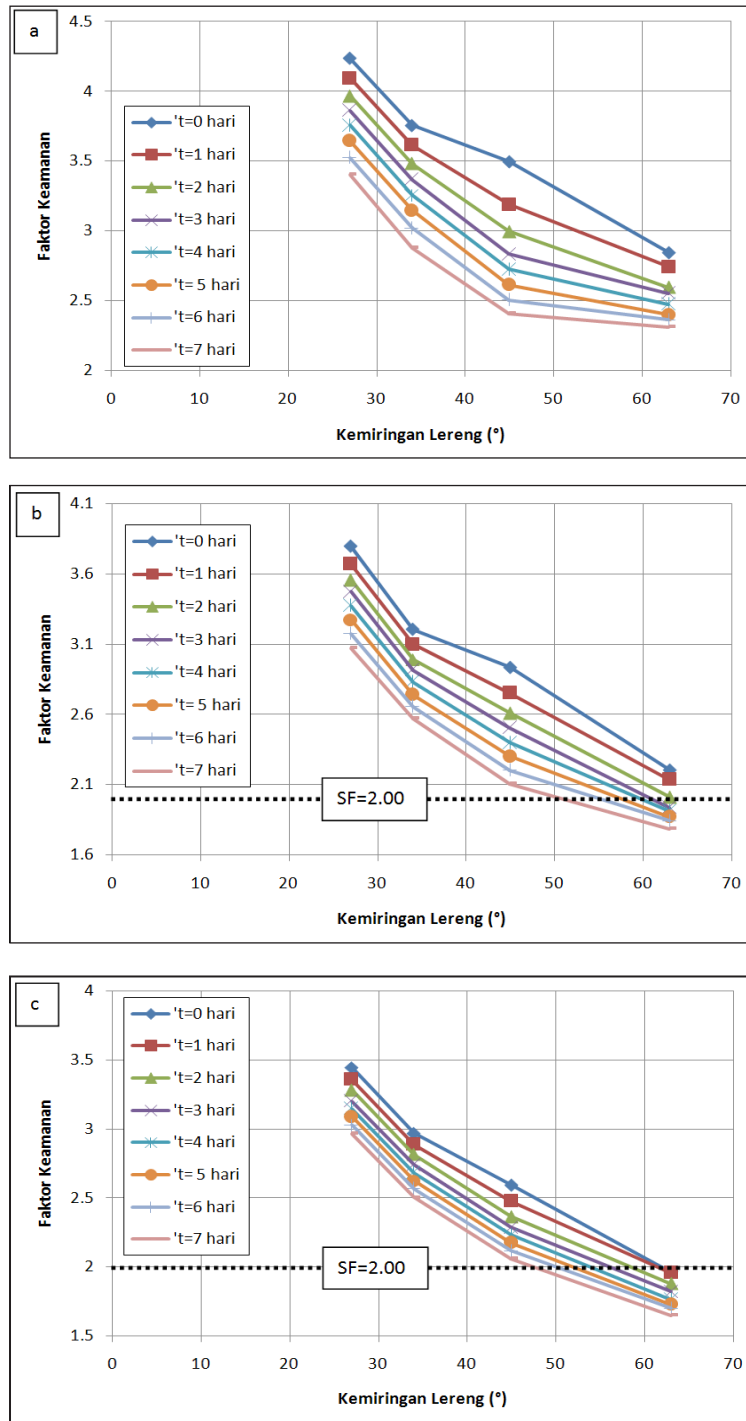 a
4.5
4
3.5
3
2.5
2
Faktor Keamanan
't=0 hari
't=1 hari
't=2 hari
't=3 hari
't=4 hari
't= 5 hari
't=6 hari
't=7 hari
0 10 20 30 40 50 60 70
Kemiringan Lereng (°)
b
4.1
3.6
3.1
2.6
2.1
1.6
Faktor Keamanan
't=0 hari
't=1 hari
't=2 hari
't=3 hari
't=4 hari
't= 5 hari
't=6 hari
't=7 hari
SF=2.00
0 10 20 30 40 50 60 70
Kemiringan Lereng (°)
c
4
3.5
3
2.5
2
1.5
Faktor Keamanan
't=0 hari
't=1 hari
't=2 hari
't=3 hari
't=4 hari
't= 5 hari
't=6 hari
't=7 hari
SF=2.00
0 10 20 30 40 50 60 70
Kemiringan Lereng (°)